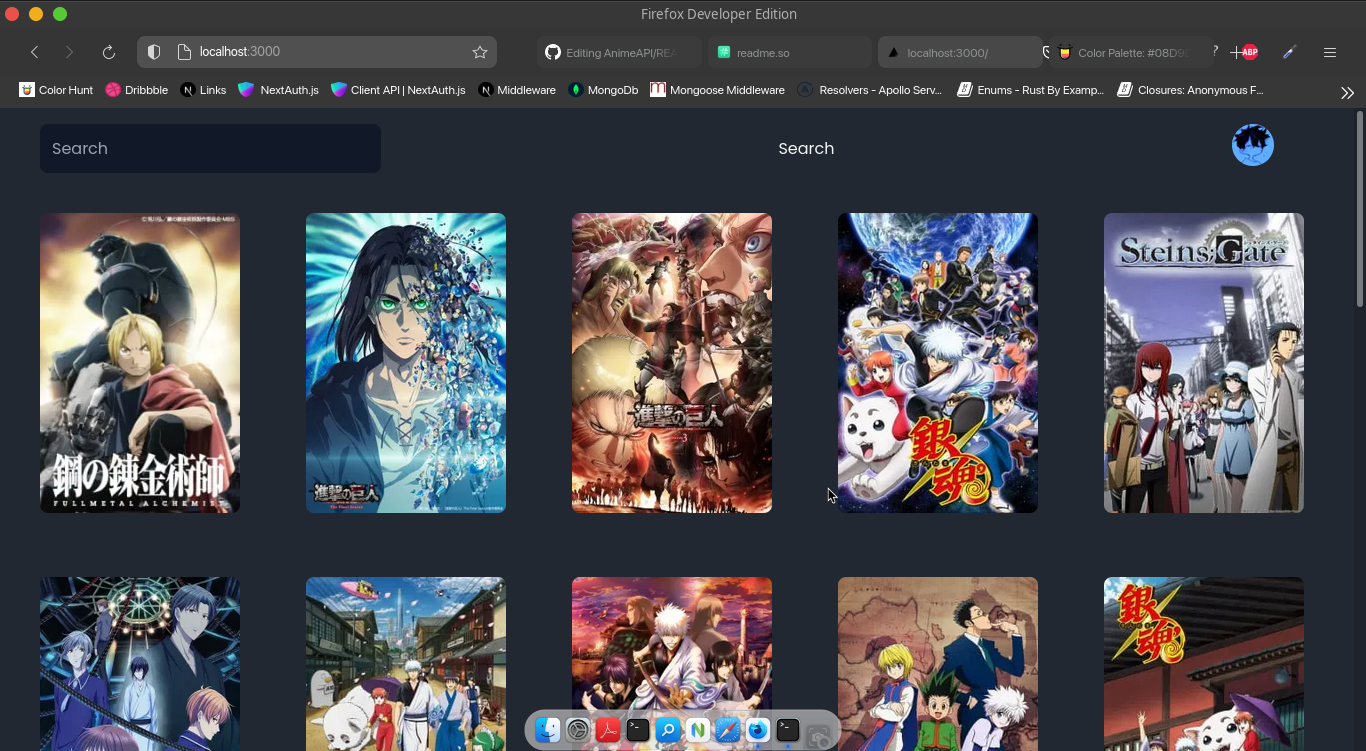 Firefox Developer Edition
localhost:3000
Editing AnimeAPI/REA
readme.so
localhost:3000/
Color Palette: #08D9
?
ABP
Color Hunt
Dribbble
Links
NextAuth.js
Client API | NextAuth.js
Middleware
MongoDb
Mongoose Middleware
Resolvers - Apollo Serv...
Enums - Rust By Examp...
Closures: Anonymous F...
Search
Search
鋼の錬金術師
FULLMETAL ALCHEMIST
進撃の巨人
The Final Season
進撃の巨人
銀魂
Steins;Gate
銀魂